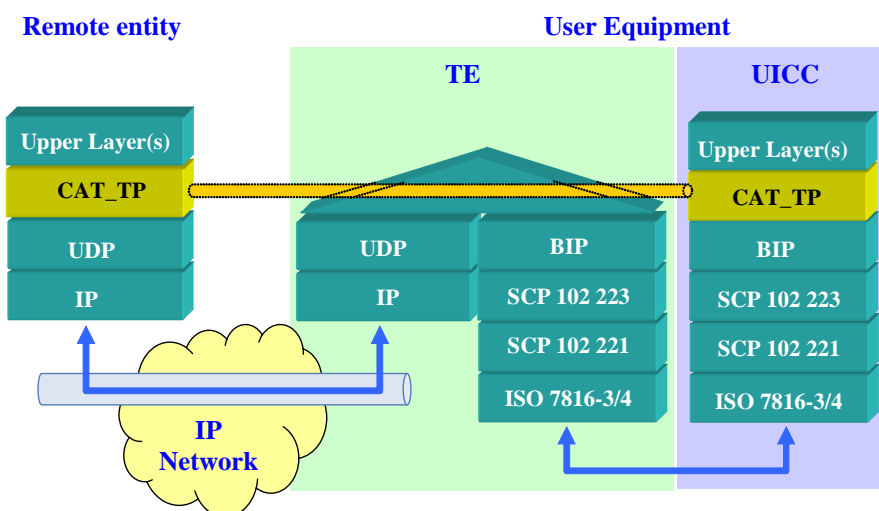 Remote entity
User Equipment
TE
UICC
Upper Layer(s)
CAT_TP
UDP
IP
UDP
IP
BIP
SCP 102 223
SCP 102 221
ISO 7816-3/4
Upper Layer(s)
CAT_TP
BIP
SCP 102 223
SCP 102 221
ISO 7816-3/4
IP
Network